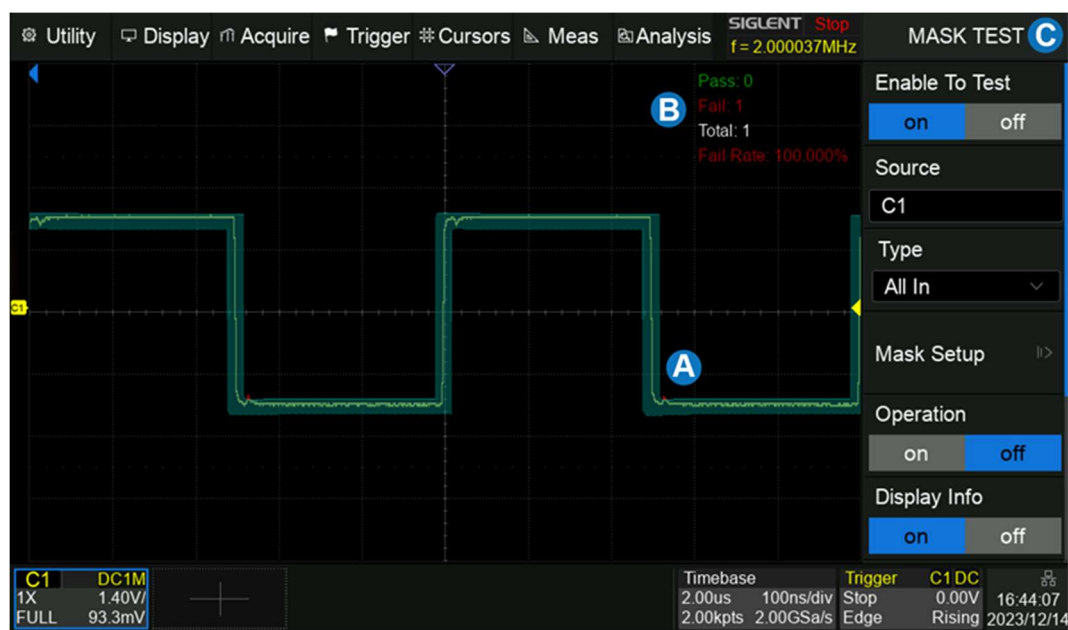 Utility Display Acquire Trigger Cursors Meas Analysis
SIGLENT Stop
f = 2.000037MHz
MASK TEST C
Pass: 0
B Fail: 1
Total: 1
Fail Rate: 100.000%
C1
A
Enable To Test
on off
Source
C1
Type
All In
Mask Setup
Operation
on off
Display Info
on off
C1 DC1M
1X 1.40V/
FULL 93.3mV
Timebase
2.00us 100ns/div
2.00kpts 2.00GSa/s
Trigger C1 DC
Stop 0.00V
Edge Rising
16:44:07
2023/12/14